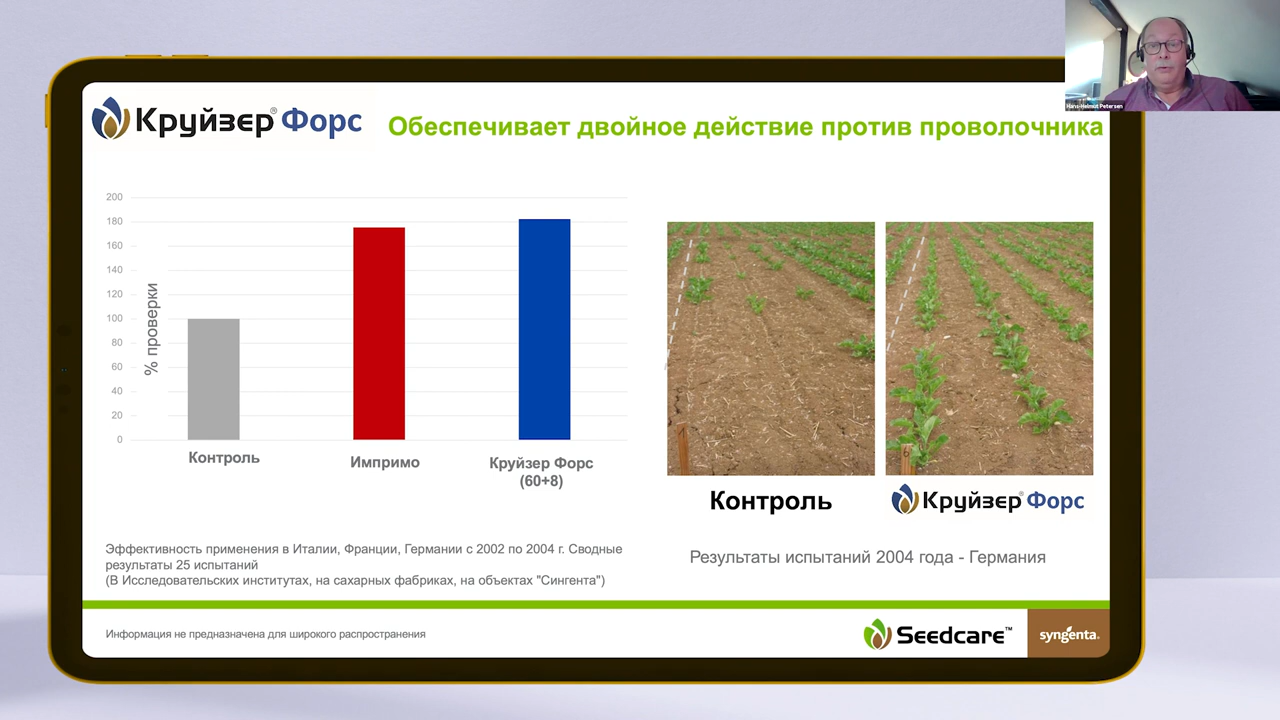 Hans-Helmut Petersen
Круйзер® Форс
Обеспечивает двойное действие против проволочника
200
180
160
140
120
100
80
60
40
20
0
% проверки
Контроль
Импримо
Круйзер Форс
(60+8)
6
Контроль
Круйзер® Форс
Эффективность применения в Италии, Франции, Германии с 2002 по 2004 г. Сводные
результаты 25 испытаний
(В Исследовательских институтах, на сахарных фабриках, на объектах "Сингента")
Результаты испытаний 2004 года - Германия
Информация не предназначена для широкого распространения
Seedcare™
syngenta®